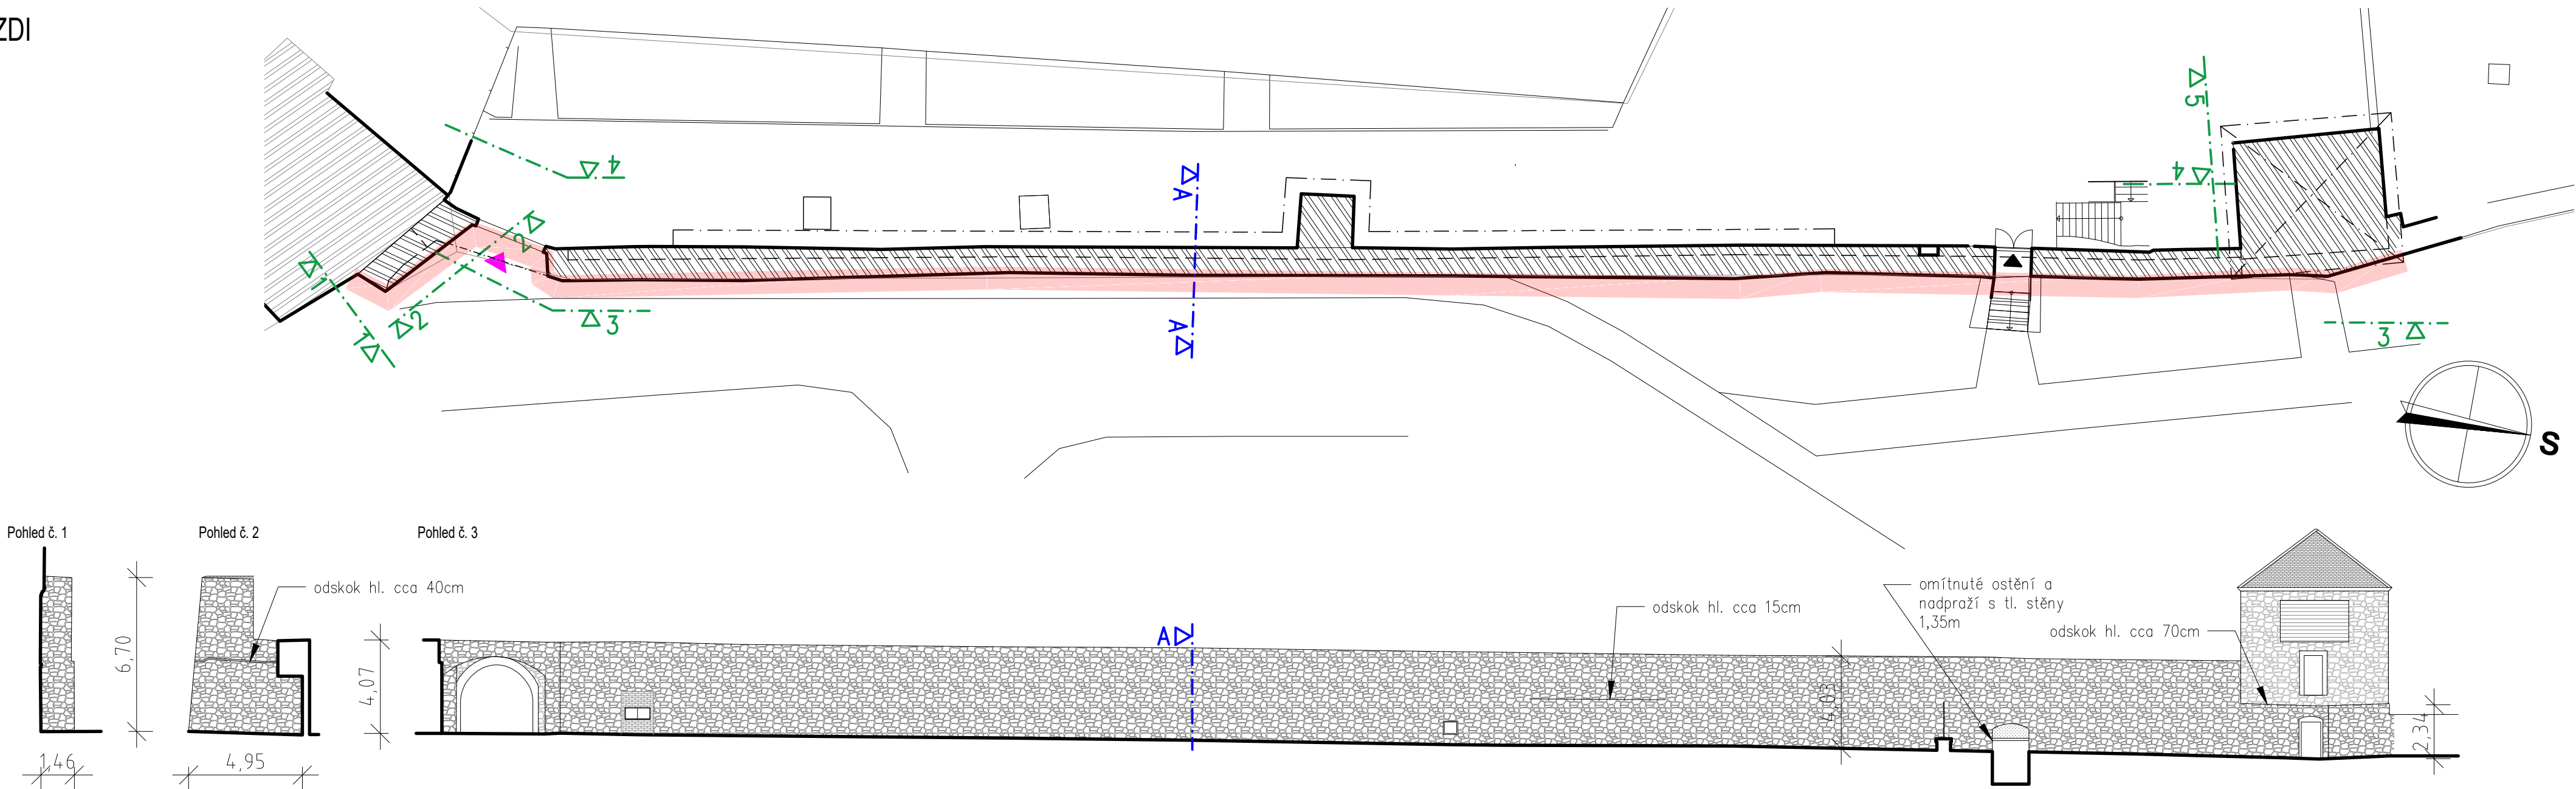 ZDI
4
A
5
4
1
2
2
1
3
A
3
S
Pohled č. 1
Pohled č. 2
Pohled č. 3
odskok hl. cca 40cm
6,70
4,07
1,46
4,95
A
odskok hl. cca 15cm
4,03
omítnuté ostění a
nadpraží s tl. stěny
1,35m
odskok hl. cca 70cm
2,34